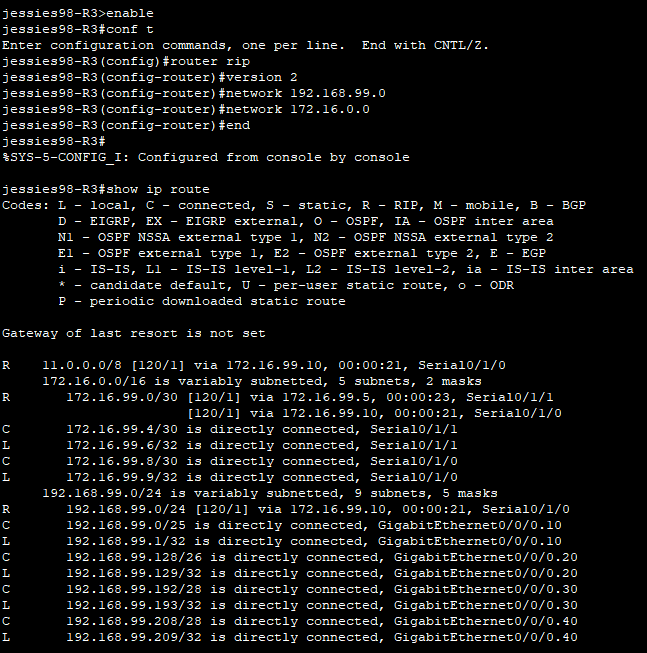 jessies98-R3>enable
jessies98-R3#conf t
Enter configuration commands, one per line.  End with CNTL/Z.
jessies98-R3(config)#router rip
jessies98-R3(config-router)#version 2
jessies98-R3(config-router)#network 192.168.99.0
jessies98-R3(config-router)#network 172.16.0.0
jessies98-R3(config-router)#end
jessies98-R3#
%SYS-5-CONFIG_I: Configured from console by console

jessies98-R3#show ip route
Codes: L - local, C - connected, S - static, R - RIP, M - mobile, B - BGP
       D - EIGRP, EX - EIGRP external, O - OSPF, IA - OSPF inter area
       N1 - OSPF NSSA external type 1, N2 - OSPF NSSA external type 2
       E1 - OSPF external type 1, E2 - OSPF external type 2, E - EGP
       i - IS-IS, L1 - IS-IS level-1, L2 - IS-IS level-2, ia - IS-IS inter area
       * - candidate default, U - per-user static route, o - ODR
       P - periodic downloaded static route

Gateway of last resort is not set

R    11.0.0.0/8 [120/1] via 172.16.99.10, 00:00:21, Serial0/1/0
     172.16.0.0/16 is variably subnetted, 5 subnets, 2 masks
R       172.16.99.0/30 [120/1] via 172.16.99.5, 00:00:23, Serial0/1/1
                       [120/1] via 172.16.99.10, 00:00:21, Serial0/1/0
C       172.16.99.4/30 is directly connected, Serial0/1/1
L       172.16.99.6/32 is directly connected, Serial0/1/1
C       172.16.99.8/30 is directly connected, Serial0/1/0
L       172.16.99.9/32 is directly connected, Serial0/1/0
     192.168.99.0/24 is variably subnetted, 9 subnets, 5 masks
R       192.168.99.0/24 [120/1] via 172.16.99.10, 00:00:21, Serial0/1/0
C       192.168.99.0/25 is directly connected, GigabitEthernet0/0/0.10
L       192.168.99.1/32 is directly connected, GigabitEthernet0/0/0.10
C       192.168.99.128/26 is directly connected, GigabitEthernet0/0/0.20
L       192.168.99.129/32 is directly connected, GigabitEthernet0/0/0.20
C       192.168.99.192/28 is directly connected, GigabitEthernet0/0/0.30
L       192.168.99.193/32 is directly connected, GigabitEthernet0/0/0.30
C       192.168.99.208/28 is directly connected, GigabitEthernet0/0/0.40
L       192.168.99.209/32 is directly connected, GigabitEthernet0/0/0.40